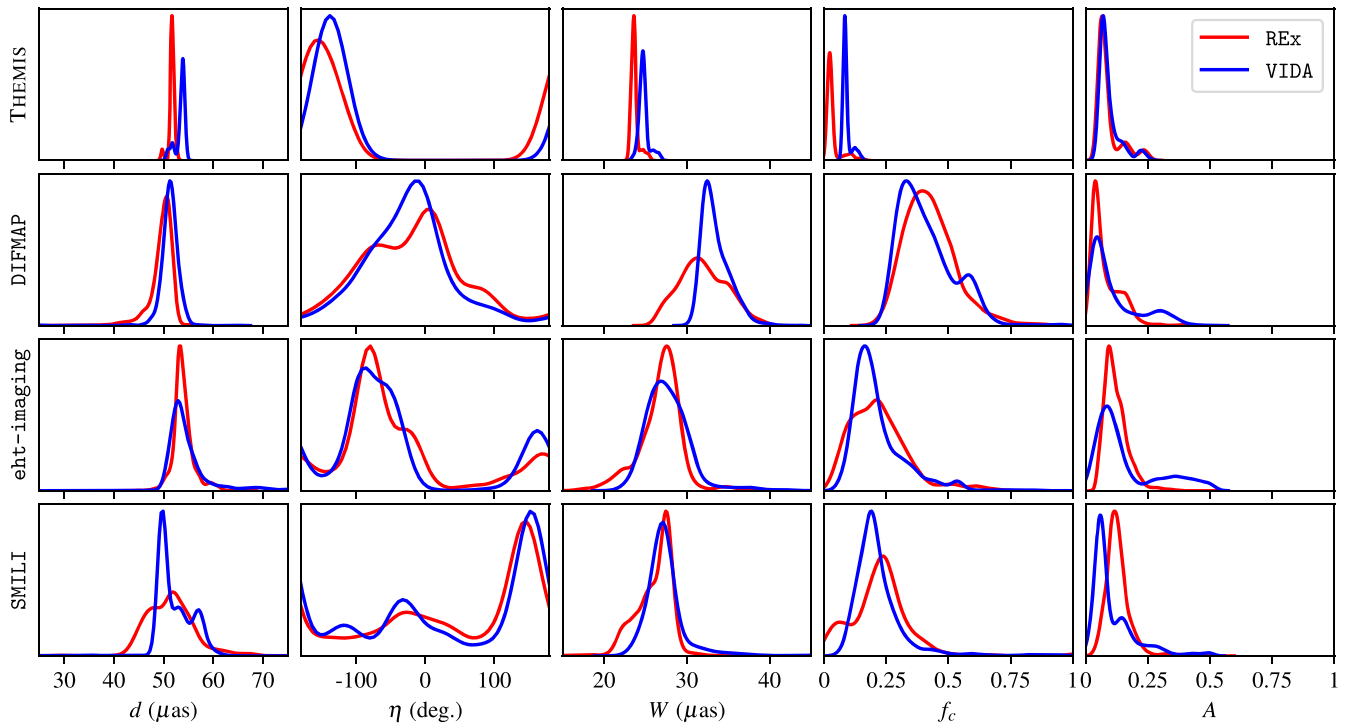 THEMIS
REx
VIDA
DIFMAP
eht-imaging
SMILI
30 40 50 60 70
-100 0 100
20 30 40
0 0.25 0.5 0.75 1
0 0.25 0.5 0.75 1
d (μas)
η (deg.)
W (μas)
f_c
A